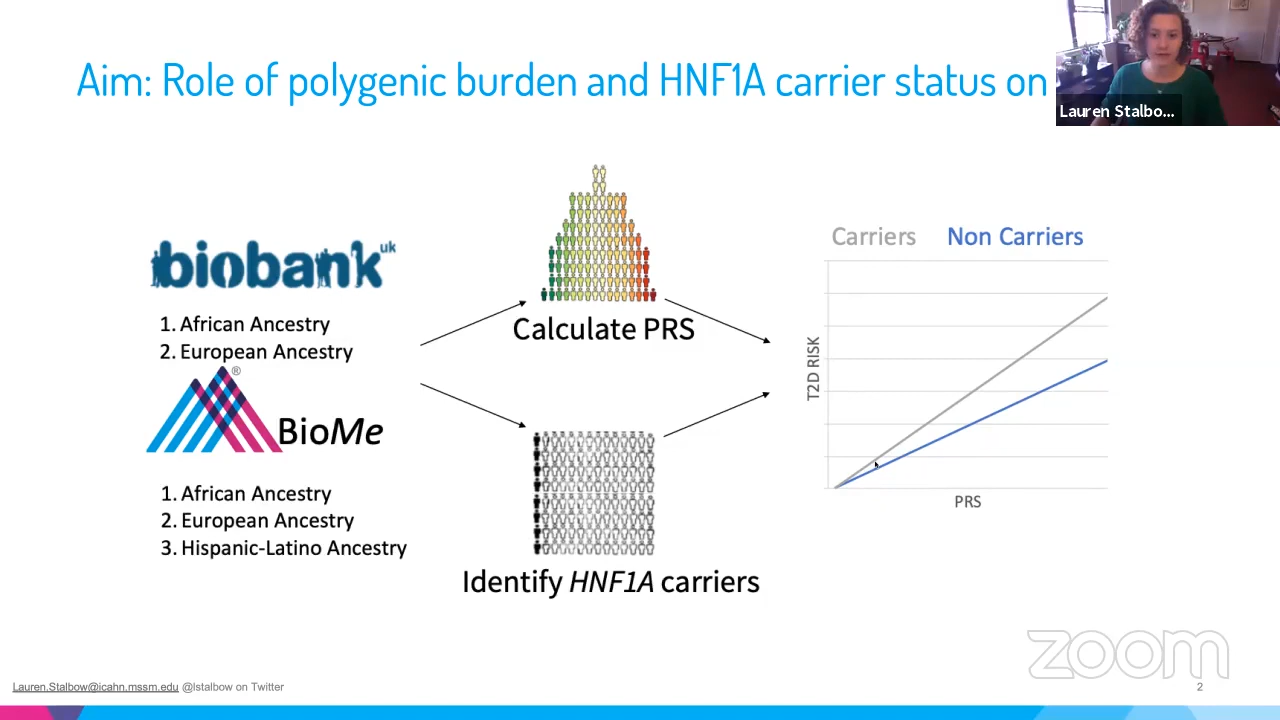 Aim: Role of polygenic burden and HNF1A carrier status on
Lauren Stalbo...
biobank uk
1. African Ancestry
2. European Ancestry
®
BioMe
1. African Ancestry
2. European Ancestry
3. Hispanic-Latino Ancestry
Calculate PRS
Identify HNF1A carriers
Carriers Non Carriers
T2D RISK
PRS
zoom
Lauren.Stalbow@icahn.mssm.edu @lstalbow on Twitter
2